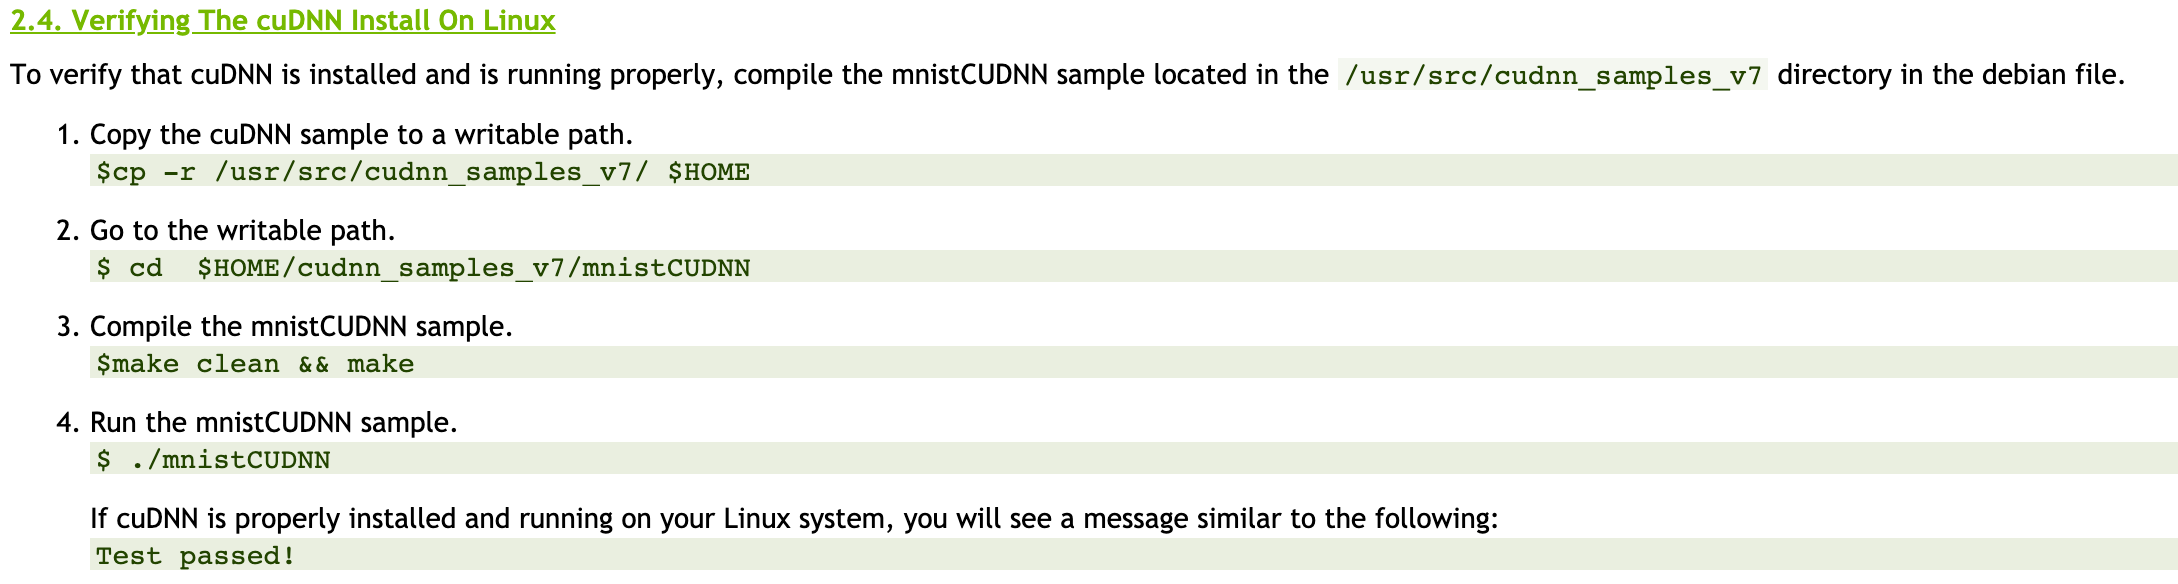 2.4. Verifying The cuDNN Install On Linux
To verify that cuDNN is installed and is running properly, compile the mnistCUDNN sample located in the /usr/src/cudnn_samples_v7 directory in the debian file.
1. Copy the cuDNN sample to a writable path.
$cp -r /usr/src/cudnn_samples_v7/ $HOME
2. Go to the writable path.
$ cd  $HOME/cudnn_samples_v7/mnistCUDNN
3. Compile the mnistCUDNN sample.
$make clean && make
4. Run the mnistCUDNN sample.
$ ./mnistCUDNN
If cuDNN is properly installed and running on your Linux system, you will see a message similar to the following:
Test passed!